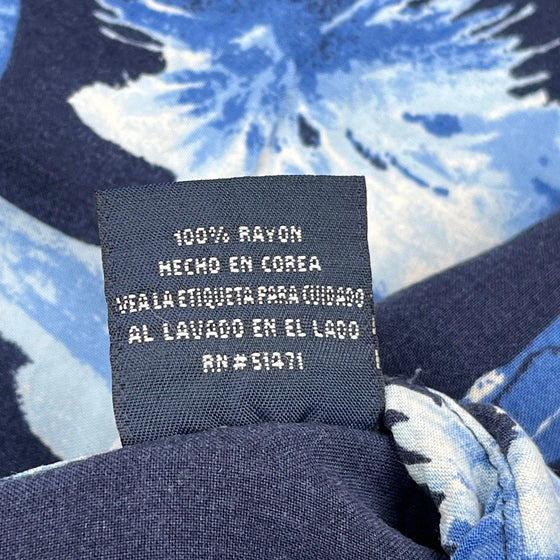 100% RAYON
HECHO EN COREA
VEA LA ETIQUETA PARA CUIDADO
AL LAVADO EN EL LADO
RN#51471